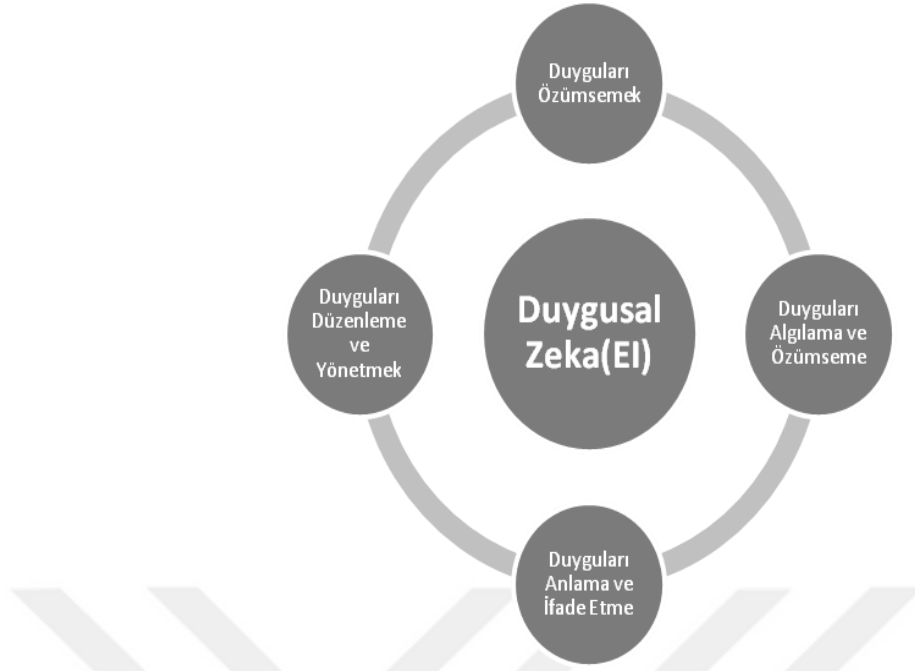 Duyguları
Özümsemek
Duyguları
Düzenleme
ve
Yönetmek
Duygusal
Zeka(EI)
Duyguları
Algılama ve
Özümseme
Duyguları
Anlama ve
İfade Etme